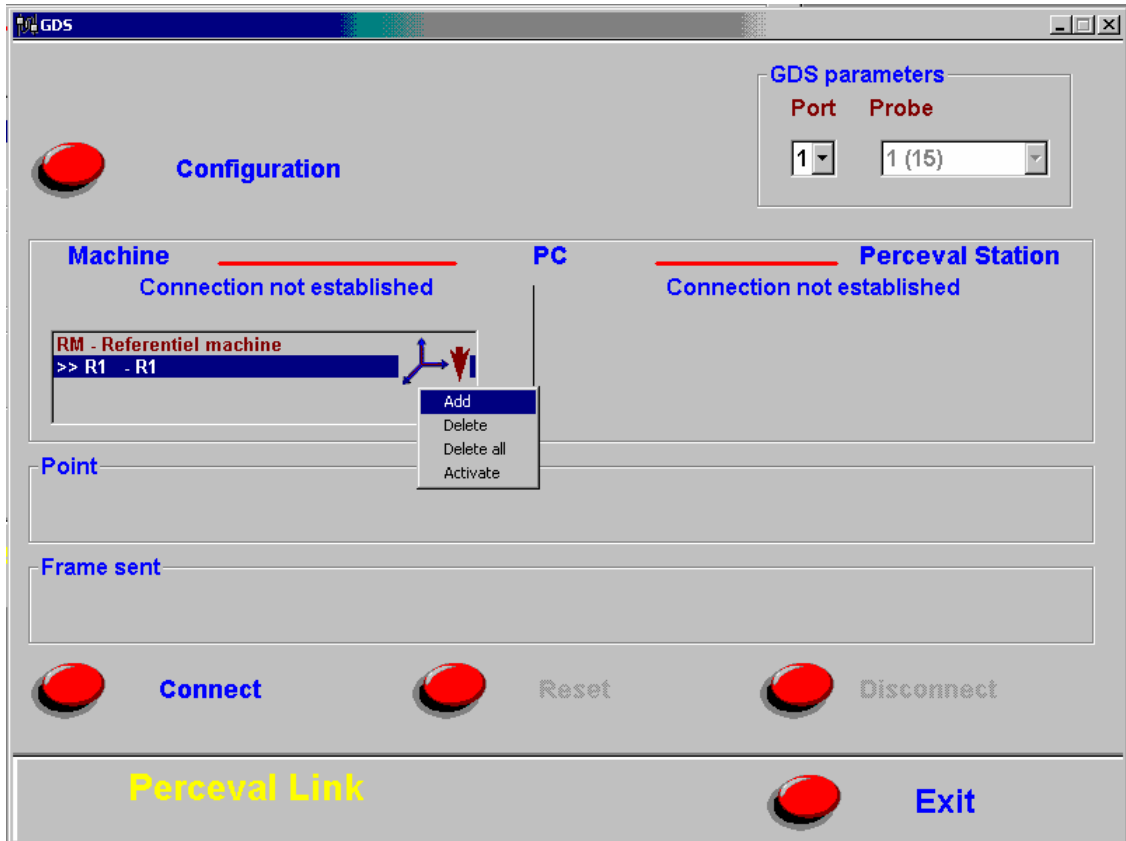 GDS
GDS parameters
Port Probe
1 1 (15)
Configuration
Machine PC Perceval Station
Connection not established Connection not established
RM - Referentiel machine
>> R1 - R1
Add
Delete
Delete all
Activate
Point
Frame sent
Connect Reset Disconnect
Perceval Link
Exit